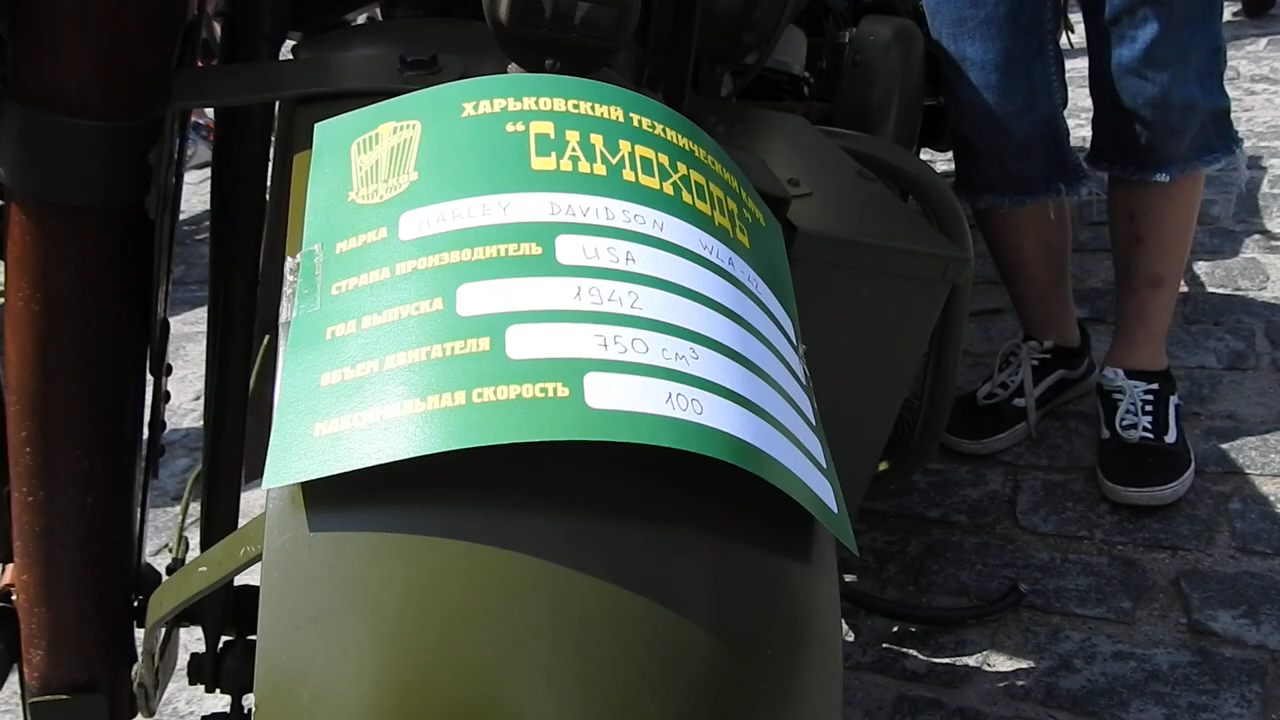 ХАРЬКОВСКИЙ ТЕХНИЧЕСКИЙ КЛУБ
“САМОХОДЪ”
МАРКА HARLEY DAVIDSON WLA-42
СТРАНА ПРОИЗВОДИТЕЛЬ USA
ГОД ВЫПУСКА 1942
ОБЪЕМ ДВИГАТЕЛЯ 750 см³
МАКСИМАЛЬНАЯ СКОРОСТЬ 100